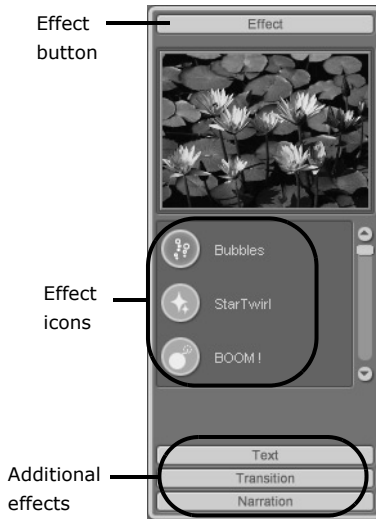 Effect
button
Effect
Bubbles
Effect
icons
StarTwirl
BOOM !
Text
Additional
effects
Transition
Narration